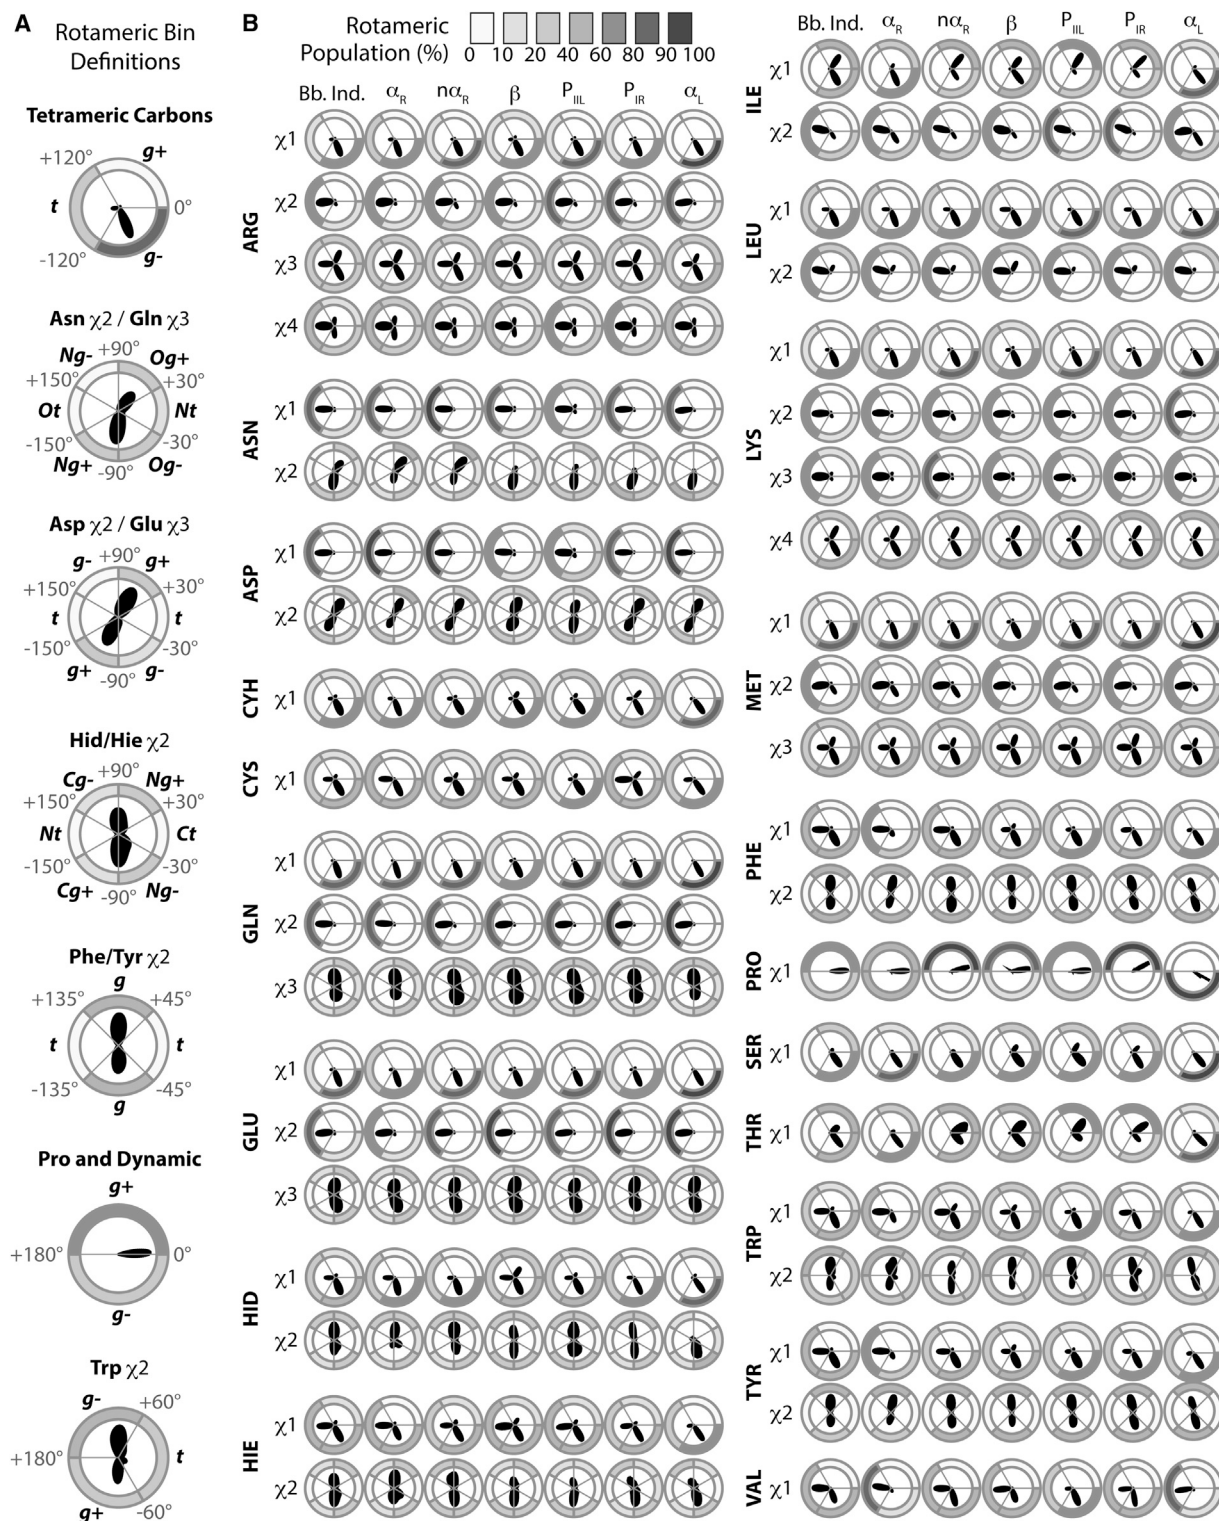 A
Rotameric Bin
Definitions
Tetrameric Carbons
+120°
g+
t
0°
-120°
g-
Asn χ2 / Gln χ3
Ng-
+90°
Og+
+150°
+30°
Ot
Nt
-150°
-30°
Ng+
-90°
Og-
Asp χ2 / Glu χ3
g-
+90°
g+
+150°
+30°
t
t
-150°
-30°
g+
-90°
g-
Hid/Hie χ2
Cg-
+90°
Ng+
+150°
+30°
Nt
Ct
-150°
-30°
Cg+
-90°
Ng-
Phe/Tyr χ2
g
+135°
+45°
t
t
-135°
-45°
g
Pro and Dynamic
g+
+180°
0°
g-
Trp χ2
g-
+60°
+180°
t
g+
-60°
B
Rotameric
Population (%)
0 10 20 40 60 80 90 100
Bb. Ind. αR nαR β PIIL PIR αL
ARG
χ1
χ2
χ3
χ4
ASN
χ1
χ2
ASP
χ1
χ2
CYH
χ1
CYS
χ1
GLN
χ1
χ2
χ3
GLU
χ1
χ2
χ3
HID
χ1
χ2
HIE
χ1
χ2
Bb. Ind. αR nαR β PIIL PIR αL
ILE
χ1
χ2
LEU
χ1
χ2
LYS
χ1
χ2
χ3
χ4
MET
χ1
χ2
χ3
PHE
χ1
χ2
PRO
χ1
SER
χ1
THR
χ1
TRP
χ1
χ2
TYR
χ1
χ2
VAL
χ1